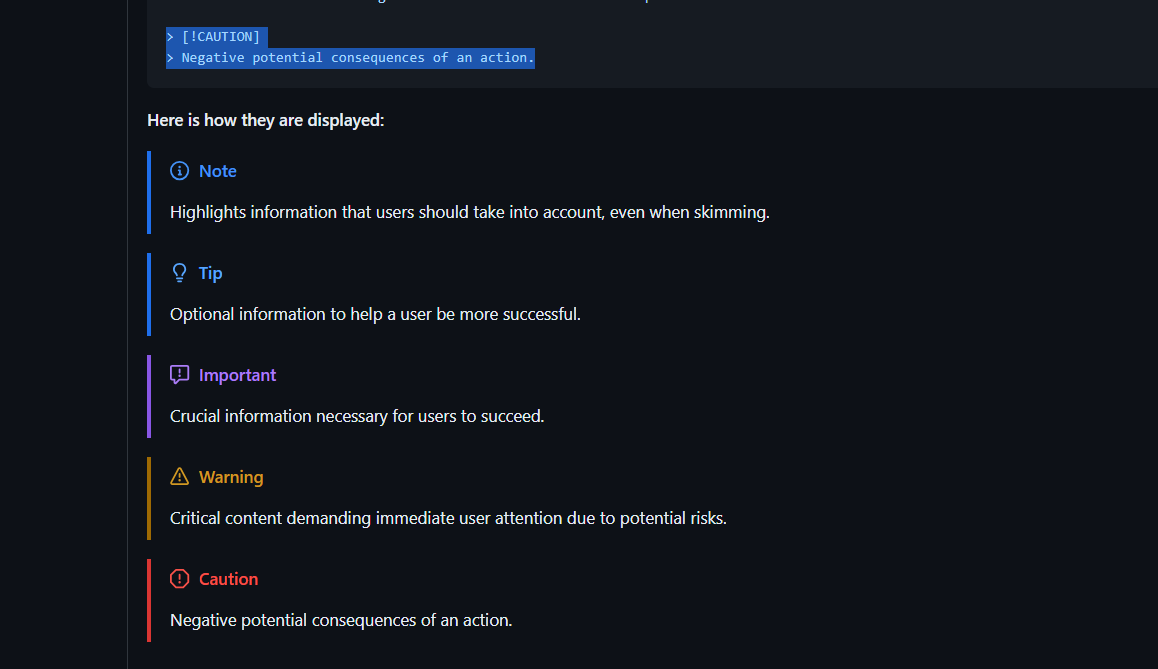 > [!CAUTION]
> Negative potential consequences of an action.
Here is how they are displayed:
Note
Highlights information that users should take into account, even when skimming.
Tip
Optional information to help a user be more successful.
Important
Crucial information necessary for users to succeed.
Warning
Critical content demanding immediate user attention due to potential risks.
Caution
Negative potential consequences of an action.